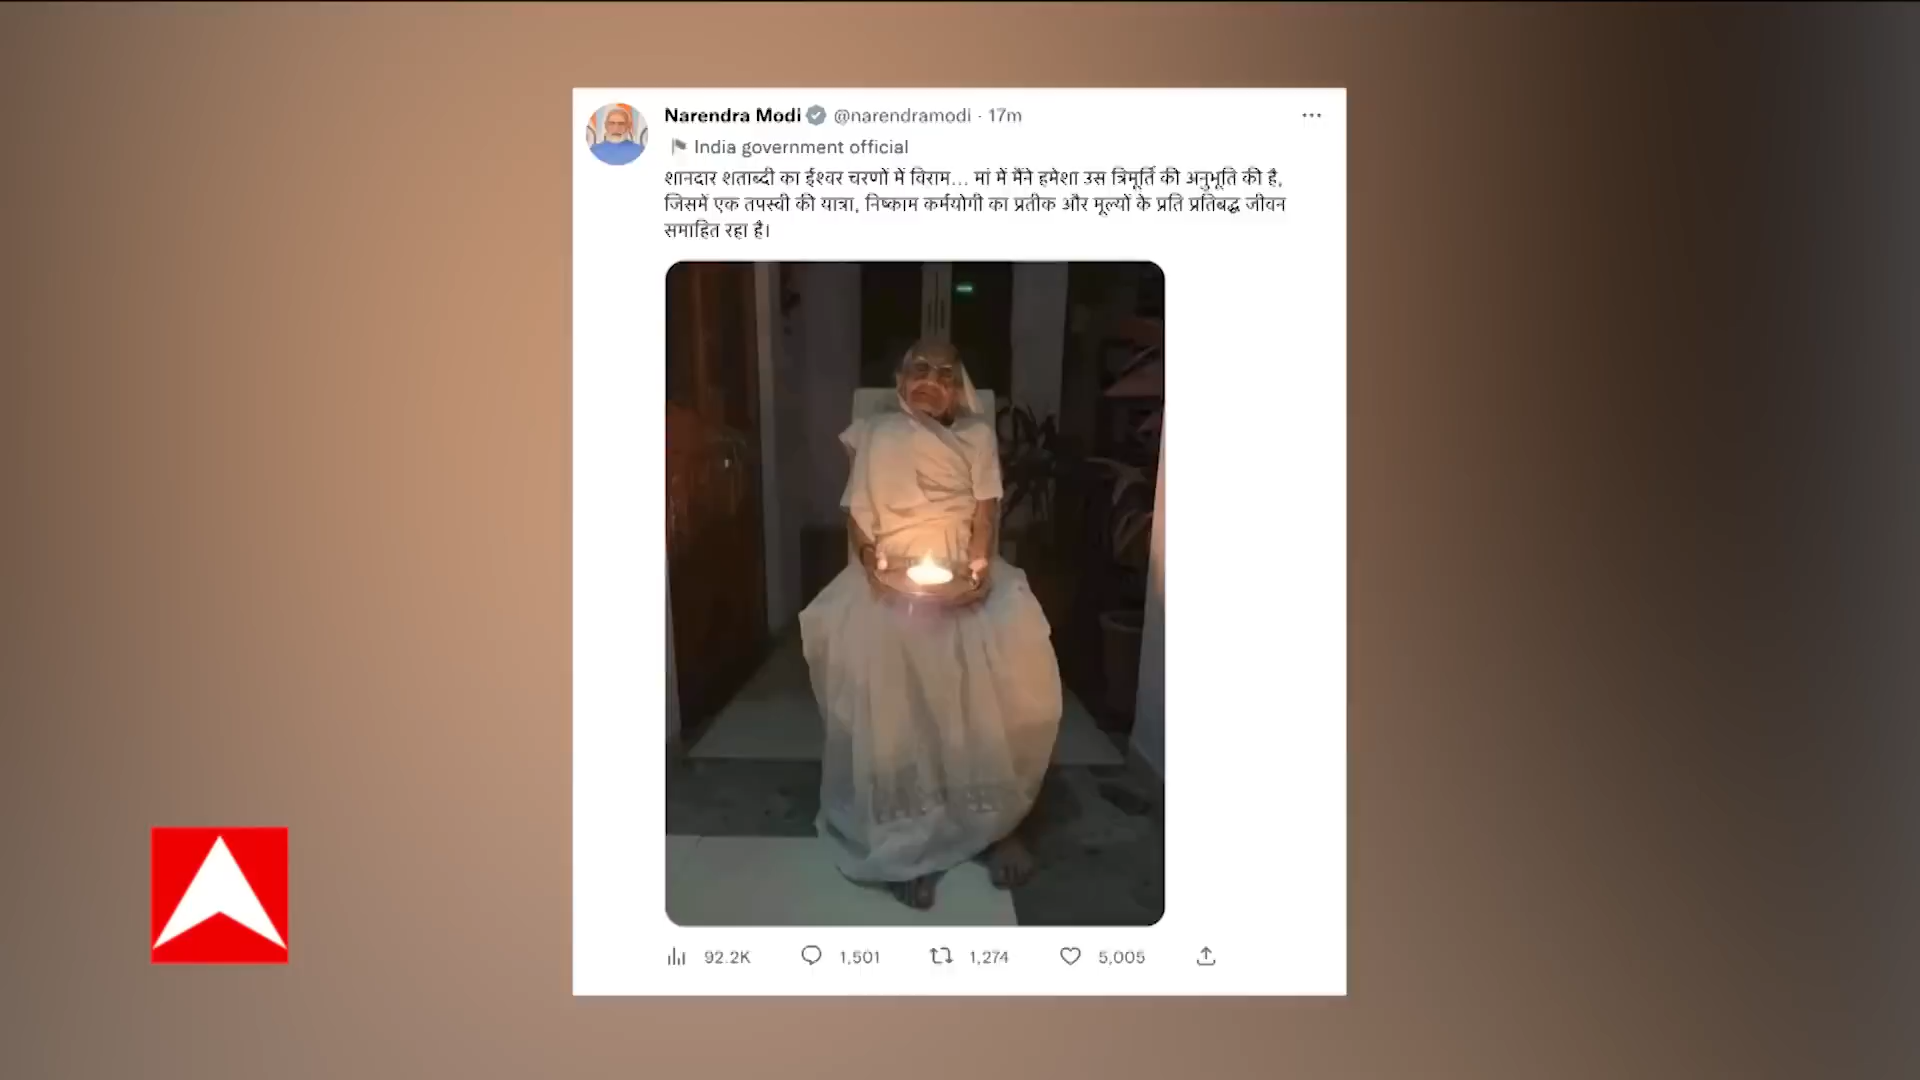 Narendra Modi @narendramodi · 17m
India government official
शानदार शताब्दी का ईश्वर चरणों में विराम... मां में मैंने हमेशा उस त्रिमूर्ति की अनुभूति की है,
जिसमें एक तपस्वी की यात्रा, निष्काम कर्मयोगी का प्रतीक और मूल्यों के प्रति प्रतिबद्ध जीवन
समाहित रहा है।
92.2K 1,501 1,274 5,005